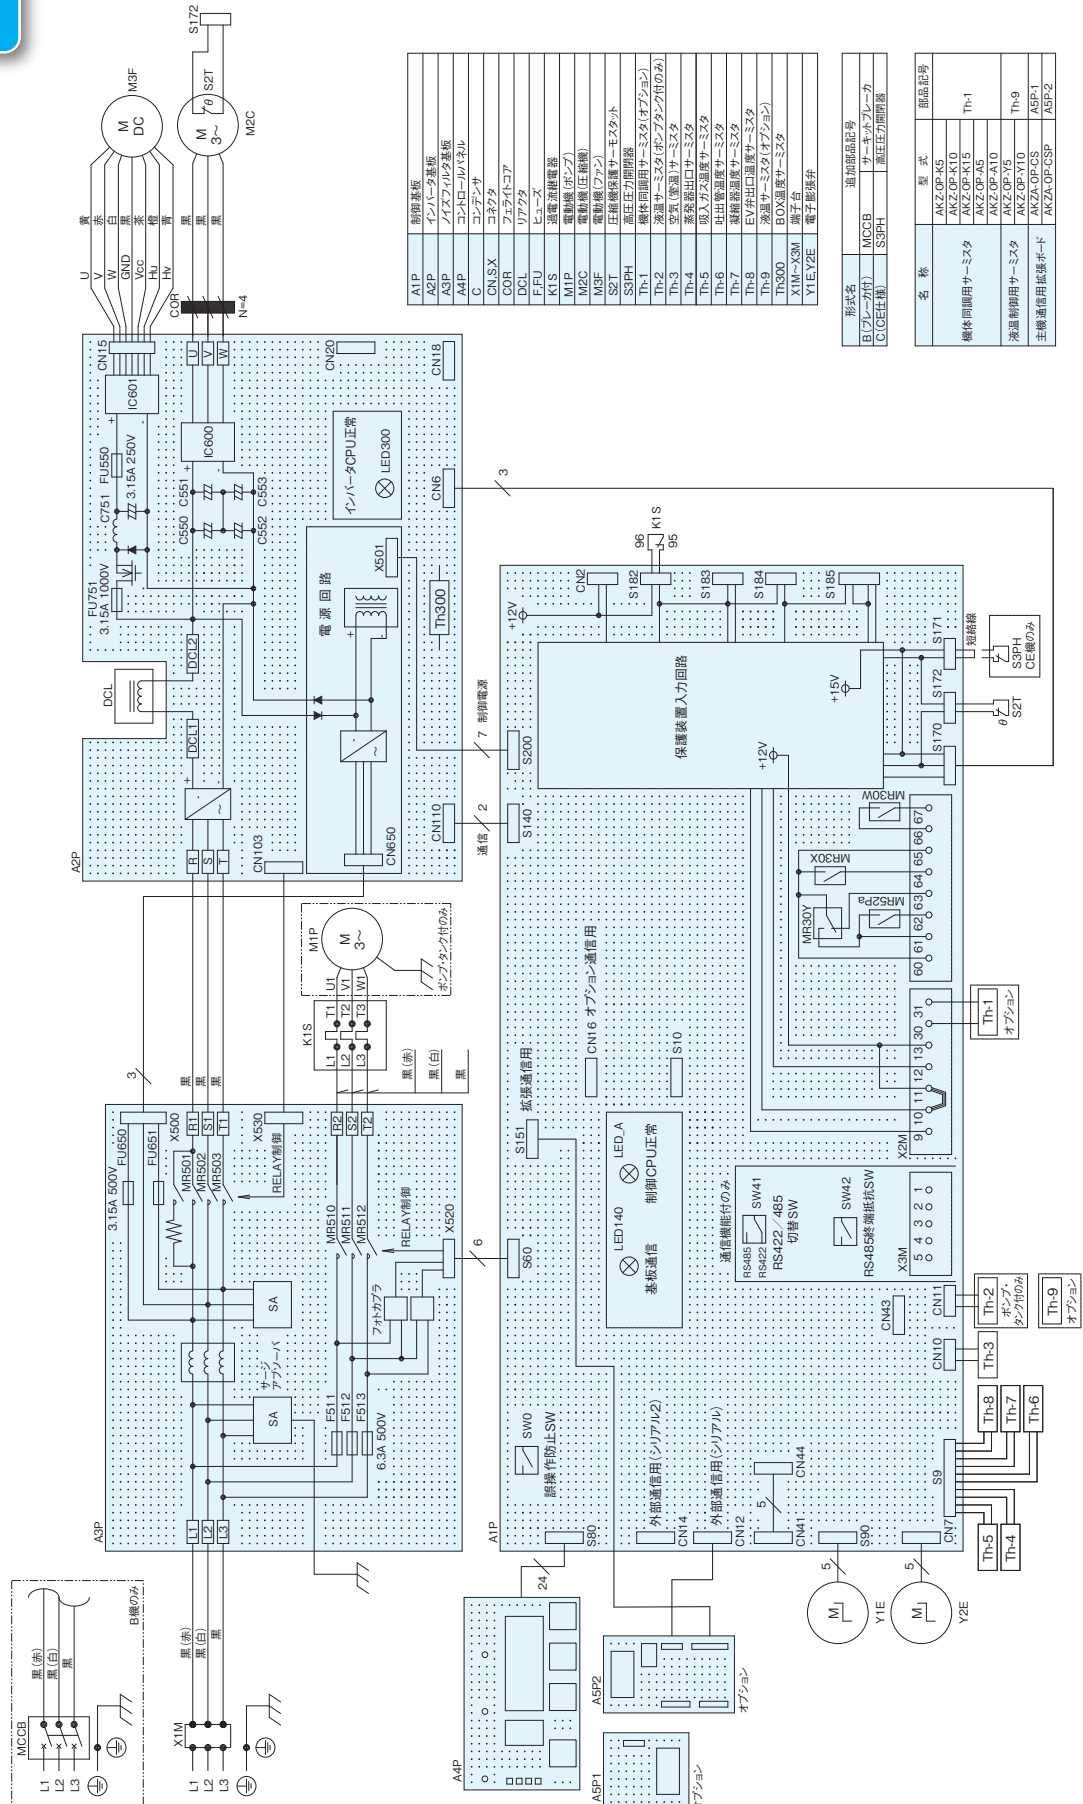 MCCB
L1
L2
L3
黒(赤)
黒(白)
黒
B機のみ
X1M
L1
L2
L3
黒(赤)
黒(白)
黒
A3P
L1
L2
L3
SA
サージ
アブソーバ
SA
F511
F512
F513
6.3A 500V
フォトカプラ
3.15A 500V
FU650
FU651
MR501
MR502
MR503
RELAY制御
MR510
MR511
MR512
RELAY制御
X500
R1
S1
T1
X530
R2
S2
T2
X520
6
3
黒
黒
黒
黒(赤)
黒(白)
黒
K1S
L1
L2
L3
T1
T2
T3
U1
V1
W1
M1P
M
3~
ポンプ・タンク付のみ
A2P
R
S
T
CN103
DCL1
DCL
DCL2
電源回路
CN650
X501
CN110
Th300
FU751
3.15A 1000V
C751
FU550
3.15A 250V
C550
C551
C552
C553
IC600
IC601
CN15
U
V
W
インバータCPU正常
LED300
CN20
CN18
CN6
COR
N=4
U
V
W
GND
Vcc
Hu
Hv
黄
赤
白
黒
茶
橙
青
M
DC
M3F
黒
黒
黒
M
3~
θ
S2T
M2C
S172
通信
2
7
制御電源
3
A1P
S60
S140
S200
S151
拡張通信用
CN16 オプション通信用
S10
SW0
誤操作防止SW
LED140
基板通信
LED_A
制御CPU正常
S80
24
CN14
外部通信用(シリアル2)
CN12
外部通信用(シリアル)
CN41
5
CN44
S90
5
CN7
5
S9
CN10
CN11
CN43
Y1E
M
Y2E
M
Th-5
Th-4
Th-8
Th-7
Th-6
Th-3
Th-2
ポンプ・
タンク付のみ
Th-9
オプション
通信機能付のみ
RS485
RS422
SW41
RS422/485
切替SW
SW42
RS485終端抵抗SW
X3M
5
4
3
2
1
X2M
9
10
11
12
13
30
31
Th-1
オプション
60
61
62
63
64
65
66
67
MR30Y
MR52Pa
MR30X
MR30W
保護装置入力回路
+12V
+15V
+12V
CN2
S182
S183
S184
S185
96
95
K1S
S170
S172
S171
θ
S2T
短絡線
S3PH
CE機のみ
A4P
A5P1
オプション
A5P2
オプション
A1P 制御基板
A2P インバータ基板
A3P ノイズフィルタ基板
A4P コントロールパネル
C コンデンサ
CN,S,X コネクタ
COR フェライトコア
DCL リアクタ
F,FU ヒューズ
K1S 過電流継電器
M1P 電動機(ポンプ)
M2C 電動機(圧縮機)
M3F 電動機(ファン)
S2T 圧縮機保護サーモスタット
S3PH 高圧圧力開閉器
Th-1 機体同調用サーミスタ(オプション)
Th-2 液温サーミスタ(ポンプタンク付のみ)
Th-3 空気(室温)サーミスタ
Th-4 蒸発器出口サーミスタ
Th-5 吸入ガス温度サーミスタ
Th-6 吐出管温度サーミスタ
Th-7 凝縮器温度サーミスタ
Th-8 EV弁出口温度サーミスタ
Th-9 液温サーミスタ(オプション)
Th300 BOX温度サーミスタ
X1M~X3M 端子台
Y1E,Y2E 電子膨張弁
形式名 追加部品記号
B(ブレーカ付) MCCB サーキットブレーカ
C(CE仕様) S3PH 高圧圧力開閉器
名 称 型 式 部品記号
機体同調用サーミスタ AKZ-OP-K5 Th-1
AKZ-OP-K10
AKZ-OP-K15
AKZ-OP-A5
AKZ-OP-A10
液温制御用サーミスタ AKZ-OP-Y5 Th-9
AKZ-OP-Y10
主機通信用拡張ボード AKZA-OP-CS A5P-1
AKZA-OP-CSP A5P-2